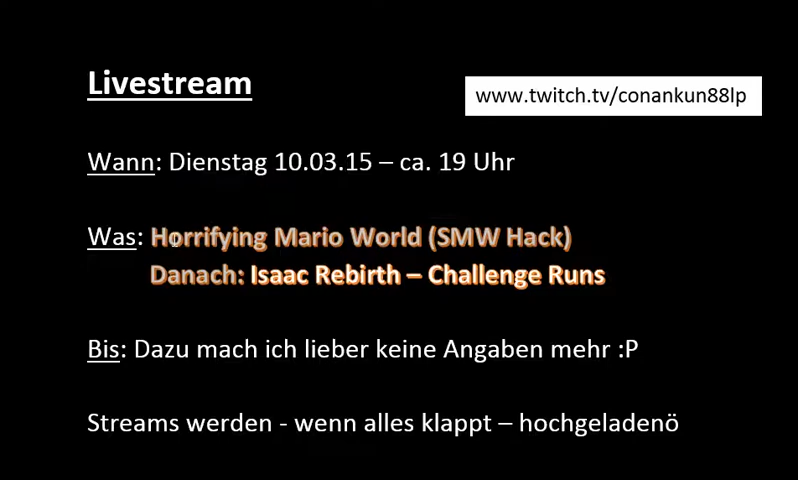 Livestream
www.twitch.tv/conankun88lp
Wann: Dienstag 10.03.15 – ca. 19 Uhr
Was: Horrifying Mario World (SMW Hack)
Danach: Isaac Rebirth – Challenge Runs
Bis: Dazu mach ich lieber keine Angaben mehr :P
Streams werden - wenn alles klappt – hochgeladenö